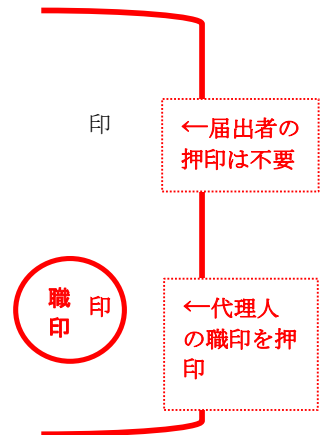 印
←届出者の
押印は不要
職 印
印
←代理人
の職印を押
印